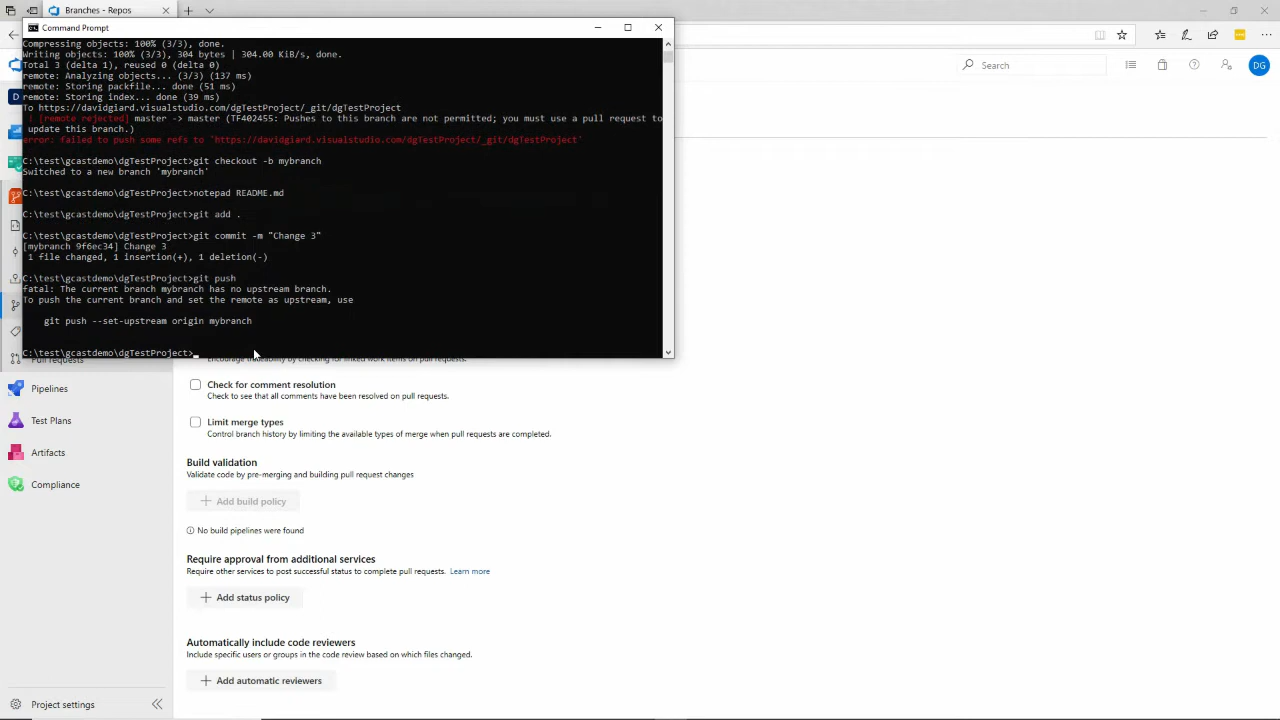 Branches - Repos
Command Prompt
Compressing objects: 100% (3/3), done.
Writing objects: 100% (3/3), 304 bytes | 304.00 KiB/s, done.
Total 3 (delta 1), reused 0 (delta 0)
remote: Analyzing objects... (3/3) (137 ms)
remote: Storing packfile... done (51 ms)
remote: Storing index... done (39 ms)
To https://davidgiard.visualstudio.com/dgTestProject/_git/dgTestProject
! [remote rejected] master -> master (TF402455: Pushes to this branch are not permitted; you must use a pull request to
update this branch.)
error: failed to push some refs to 'https://davidgiard.visualstudio.com/dgTestProject/_git/dgTestProject'
C:\test\gcastdemo\dgTestProject>git checkout -b mybranch
Switched to a new branch 'mybranch'
C:\test\gcastdemo\dgTestProject>notepad README.md
C:\test\gcastdemo\dgTestProject>git add .
C:\test\gcastdemo\dgTestProject>git commit -m "Change 3"
[mybranch 9f6ec34] Change 3
1 file changed, 1 insertion(+), 1 deletion(-)
C:\test\gcastdemo\dgTestProject>git push
fatal: The current branch mybranch has no upstream branch.
To push the current branch and set the remote as upstream, use
git push --set-upstream origin mybranch
C:\test\gcastdemo\dgTestProject>
Search
DG
D
Pull requests
Encourage traceability by checking for linked work items on pull requests.
Pipelines
Test Plans
Artifacts
Compliance
Project settings
Check for comment resolution
Check to see that all comments have been resolved on pull requests.
Limit merge types
Control branch history by limiting the available types of merge when pull requests are completed.
Build validation
Validate code by pre-merging and building pull request changes
Add build policy
No build pipelines were found
Require approval from additional services
Require other services to post successful status to complete pull requests. Learn more
Add status policy
Automatically include code reviewers
Include specific users or groups in the code review based on which files changed.
Add automatic reviewers